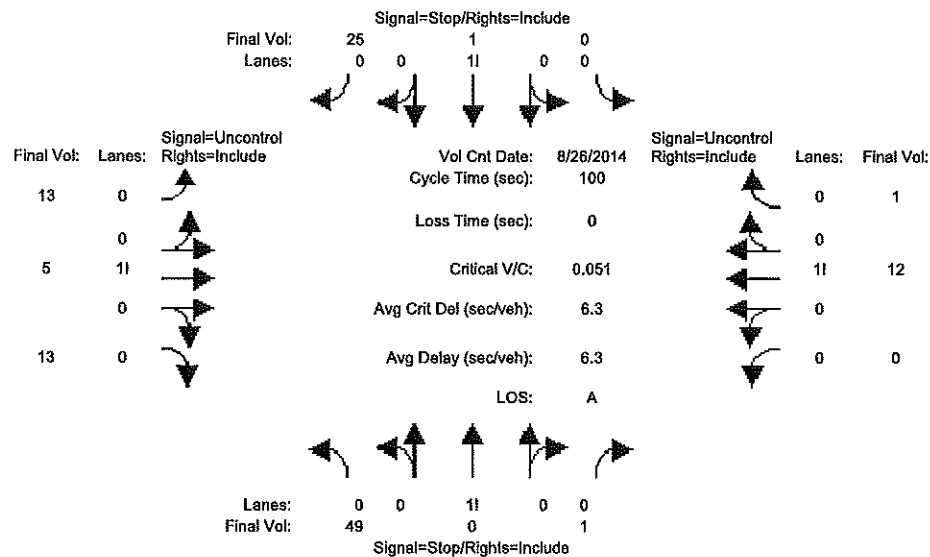 Signal=Stop/Rights=Include
Final Vol: 25 1 0
Lanes: 0 0 1! 0 0
Signal=Uncontrol
Final Vol: Lanes: Rights=Include
Vol Cnt Date: 8/26/2014
Signal=Uncontrol
Rights=Include Lanes: Final Vol:
13 0
Cycle Time (sec): 100
0 1
0
Loss Time (sec): 0
0
5 1!
Critical V/C: 0.051
1! 12
0
Avg Crit Del (sec/veh): 6.3
0
13 0
Avg Delay (sec/veh): 6.3
0 0
LOS: A
Lanes: 0 0 1! 0 0
Final Vol: 49 0 1
Signal=Stop/Rights=Include